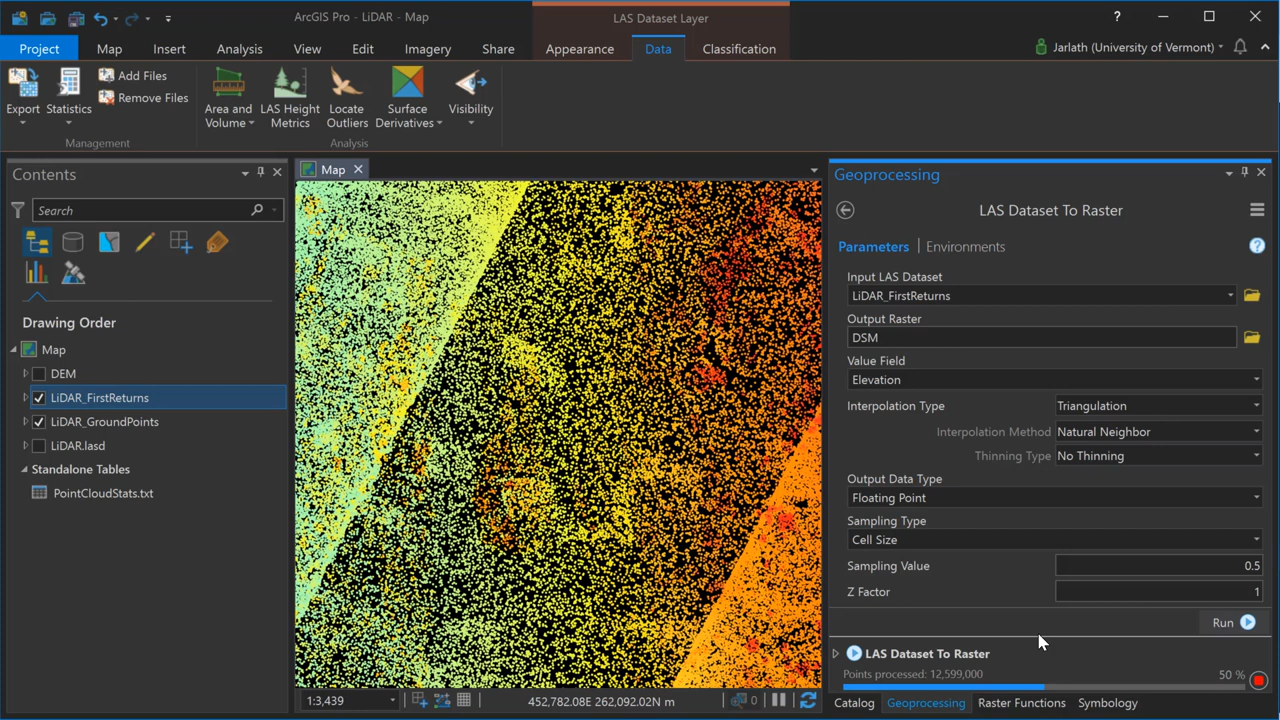 ArcGIS Pro - LiDAR - Map
LAS Dataset Layer
?
Project Map Insert Analysis View Edit Imagery Share Appearance Data Classification
Jarlath (University of Vermont)
Export
Statistics
Add Files
Remove Files
Management
Area and Volume
LAS Height Metrics
Locate Outliers
Surface Derivatives
Visibility
Analysis
Contents
Search
Drawing Order
Map
DEM
LiDAR_FirstReturns
LiDAR_GroundPoints
LiDAR.lasd
Standalone Tables
PointCloudStats.txt
Map
1:3,439
452,782.08E 262,092.02N m
0
Geoprocessing
LAS Dataset To Raster
Parameters | Environments
?
Input LAS Dataset
LiDAR_FirstReturns
Output Raster
DSM
Value Field
Elevation
Interpolation Type Triangulation
Interpolation Method Natural Neighbor
Thinning Type No Thinning
Output Data Type
Floating Point
Sampling Type
Cell Size
Sampling Value 0.5
Z Factor 1
Run
LAS Dataset To Raster
Points processed: 12,599,000 50 %
Catalog Geoprocessing Raster Functions Symbology